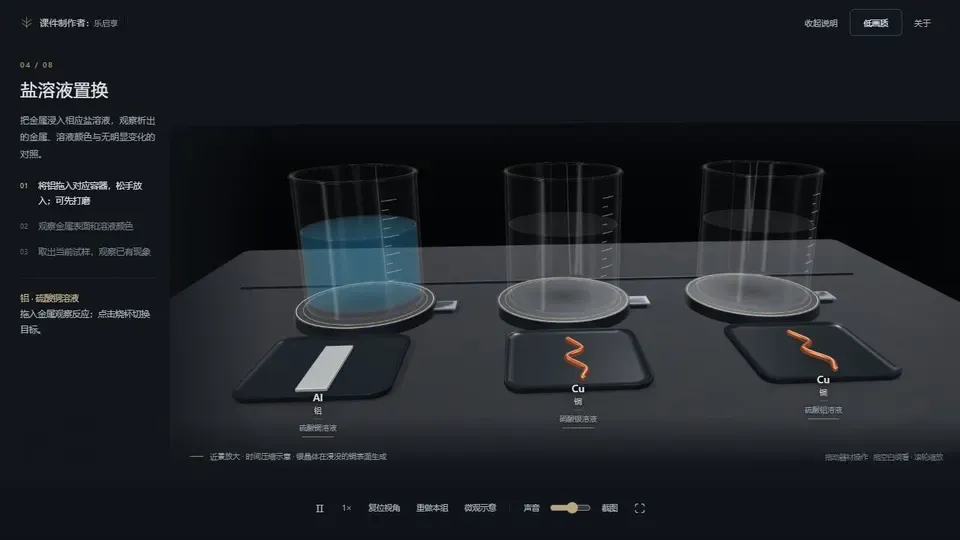 课件制作者：乐启享
收起说明
低画质
关于
04 / 08
盐溶液置换
把金属浸入相应盐溶液，观察析出
的金属、溶液颜色与无明显变化的
对照。
01 将铝拖入对应容器，松手放
入；可先打磨
02 观察金属表面和溶液颜色
03 取出当前试样，观察已有现象
铝 · 硫酸铜溶液
拖入金属观察反应；点击烧杯切换
目标。
Al
铝
硫酸铜溶液
Cu
铜
硝酸银溶液
Cu
铜
硫酸铝溶液
近景放大 · 时间压缩示意 · 银晶体在浸没的铜表面生成
拖动器材操作 · 拖空白调看 · 滚轮缩放
1×
复位视角
重做本组
微观示意
声音
截图